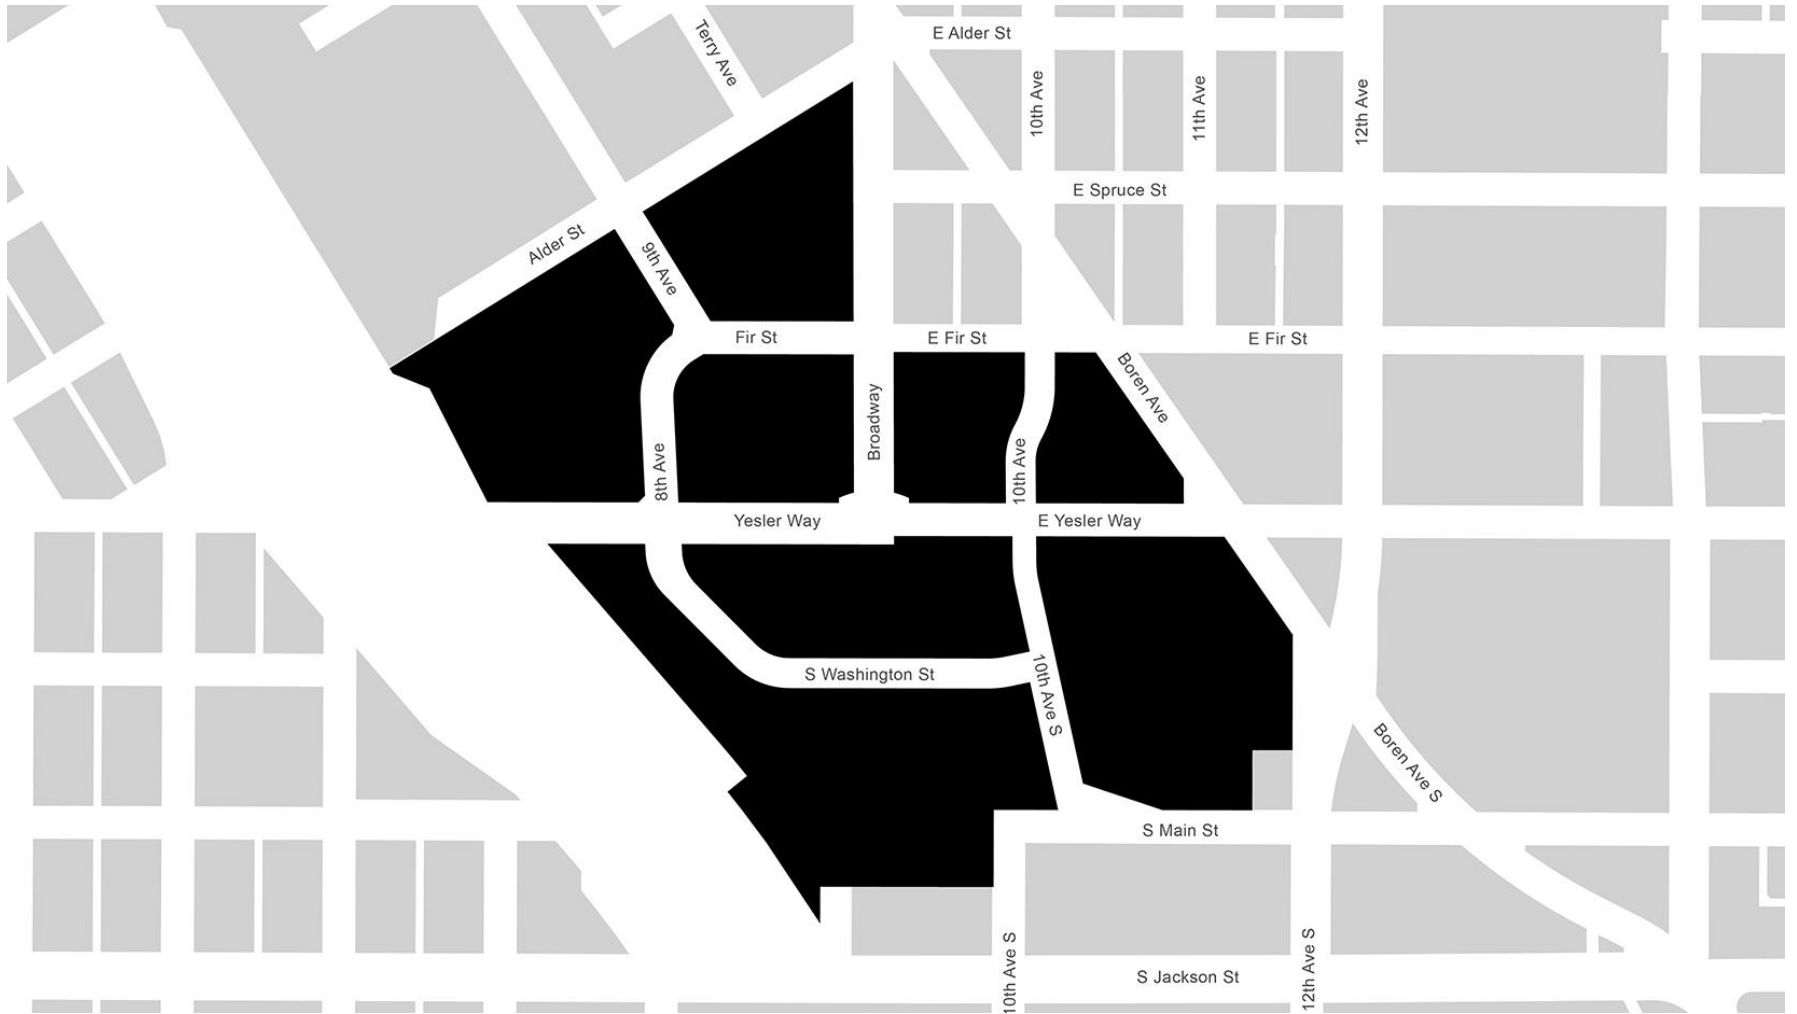 Terry Ave
E Alder St
10th Ave
11th Ave
12th Ave
E Spruce St
Alder St
9th Ave
Fir St
E Fir St
E Fir St
Boren Ave
Broadway
8th Ave
10th Ave
Yesler Way
E Yesler Way
S Washington St
10th Ave S
Boren Ave S
S Main St
10th Ave S
12th Ave S
S Jackson St